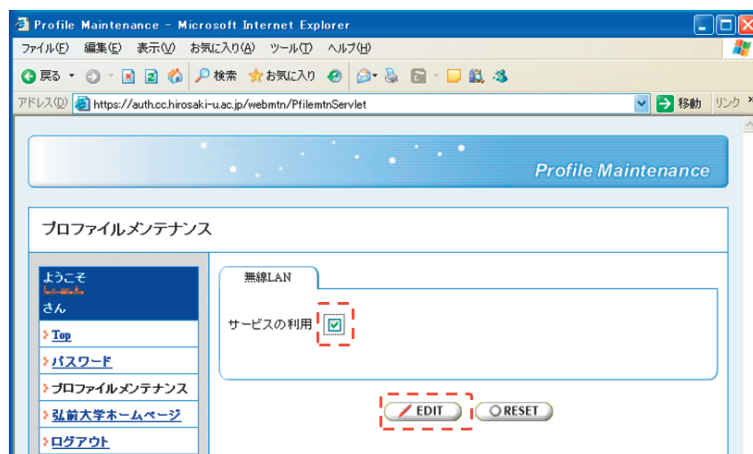 Profile Maintenance - Microsoft Internet Explorer
ファイル(F) 編集(E) 表示(V) お気に入り(A) ツール(T) ヘルプ(H)
戻る 検索 お気に入り
アドレス(D) https://auth.cc.hirosaki-u.ac.jp/webmtn/PfilemtnServlet 移動 リンク
Profile Maintenance
プロファイルメンテナンス
ようこそ
さん
Top
パスワード
プロファイルメンテナンス
弘前大学ホームページ
ログアウト
無線LAN
サービスの利用
EDIT RESET